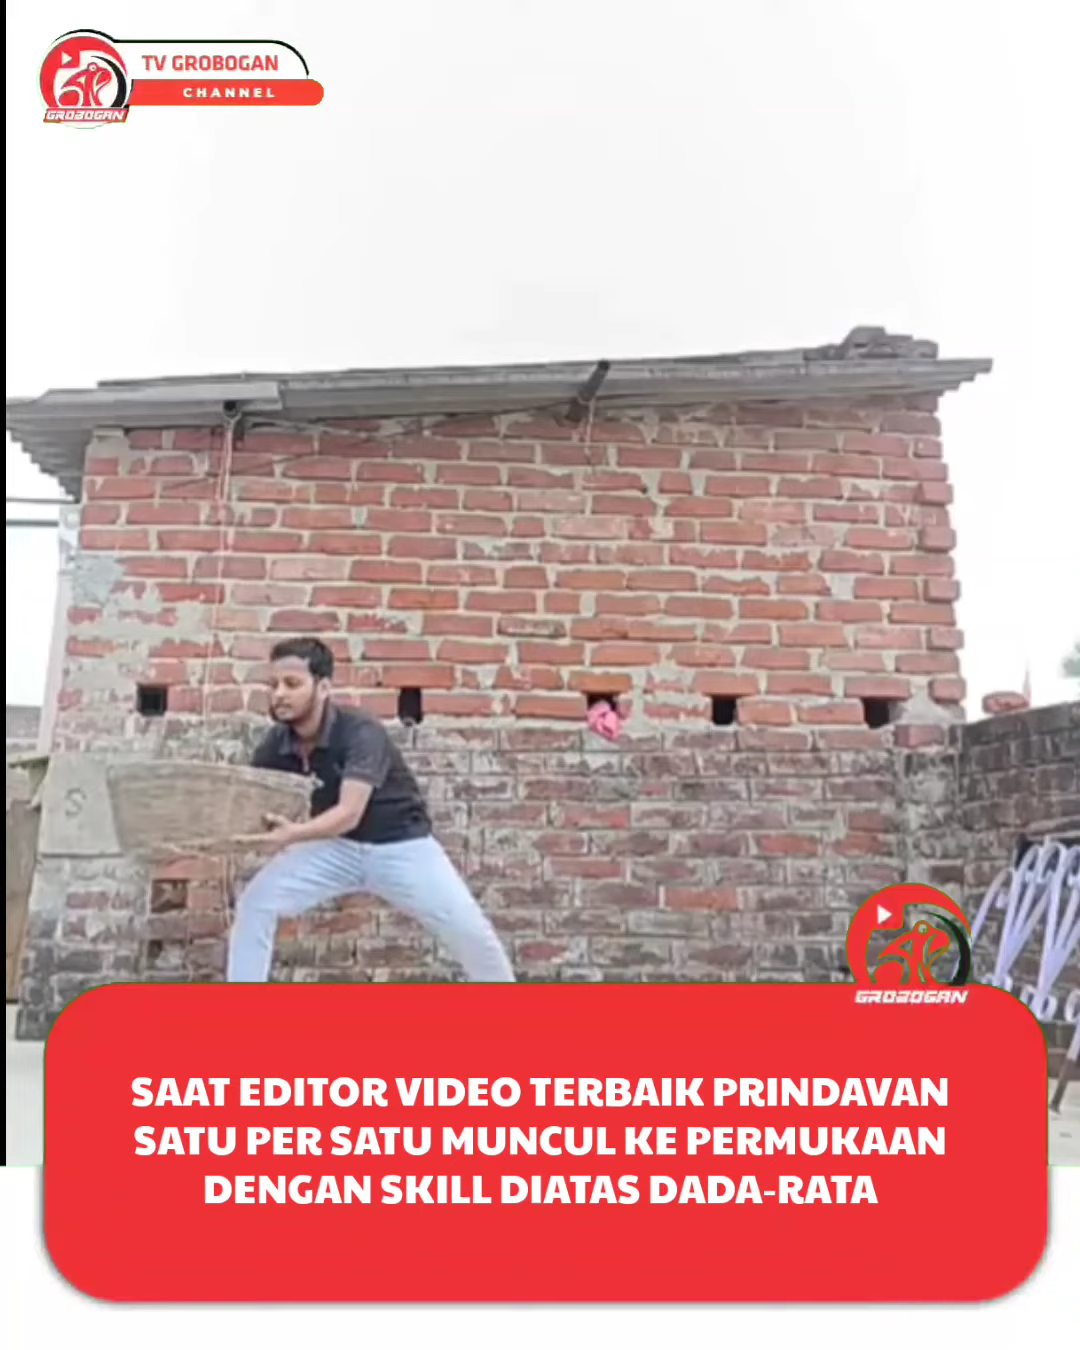 TV GROBOGAN
CHANNEL
GROBOGAN
S
GROBOGAN
SAAT EDITOR VIDEO TERBAIK PRINDAVAN
SATU PER SATU MUNCUL KE PERMUKAAN
DENGAN SKILL DIATAS DADA-RATA